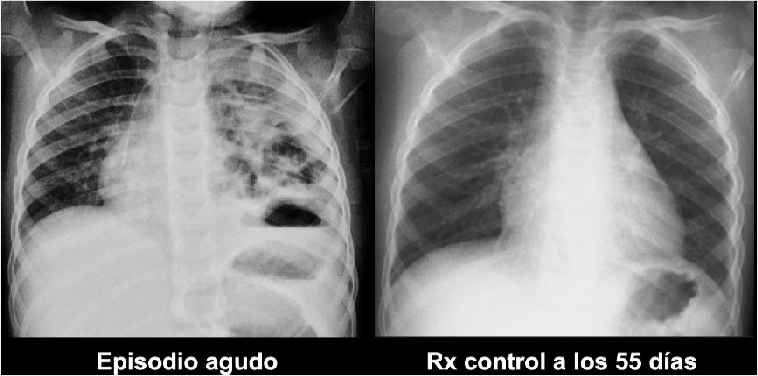 Episodio agudo
Rx control a los 55 días